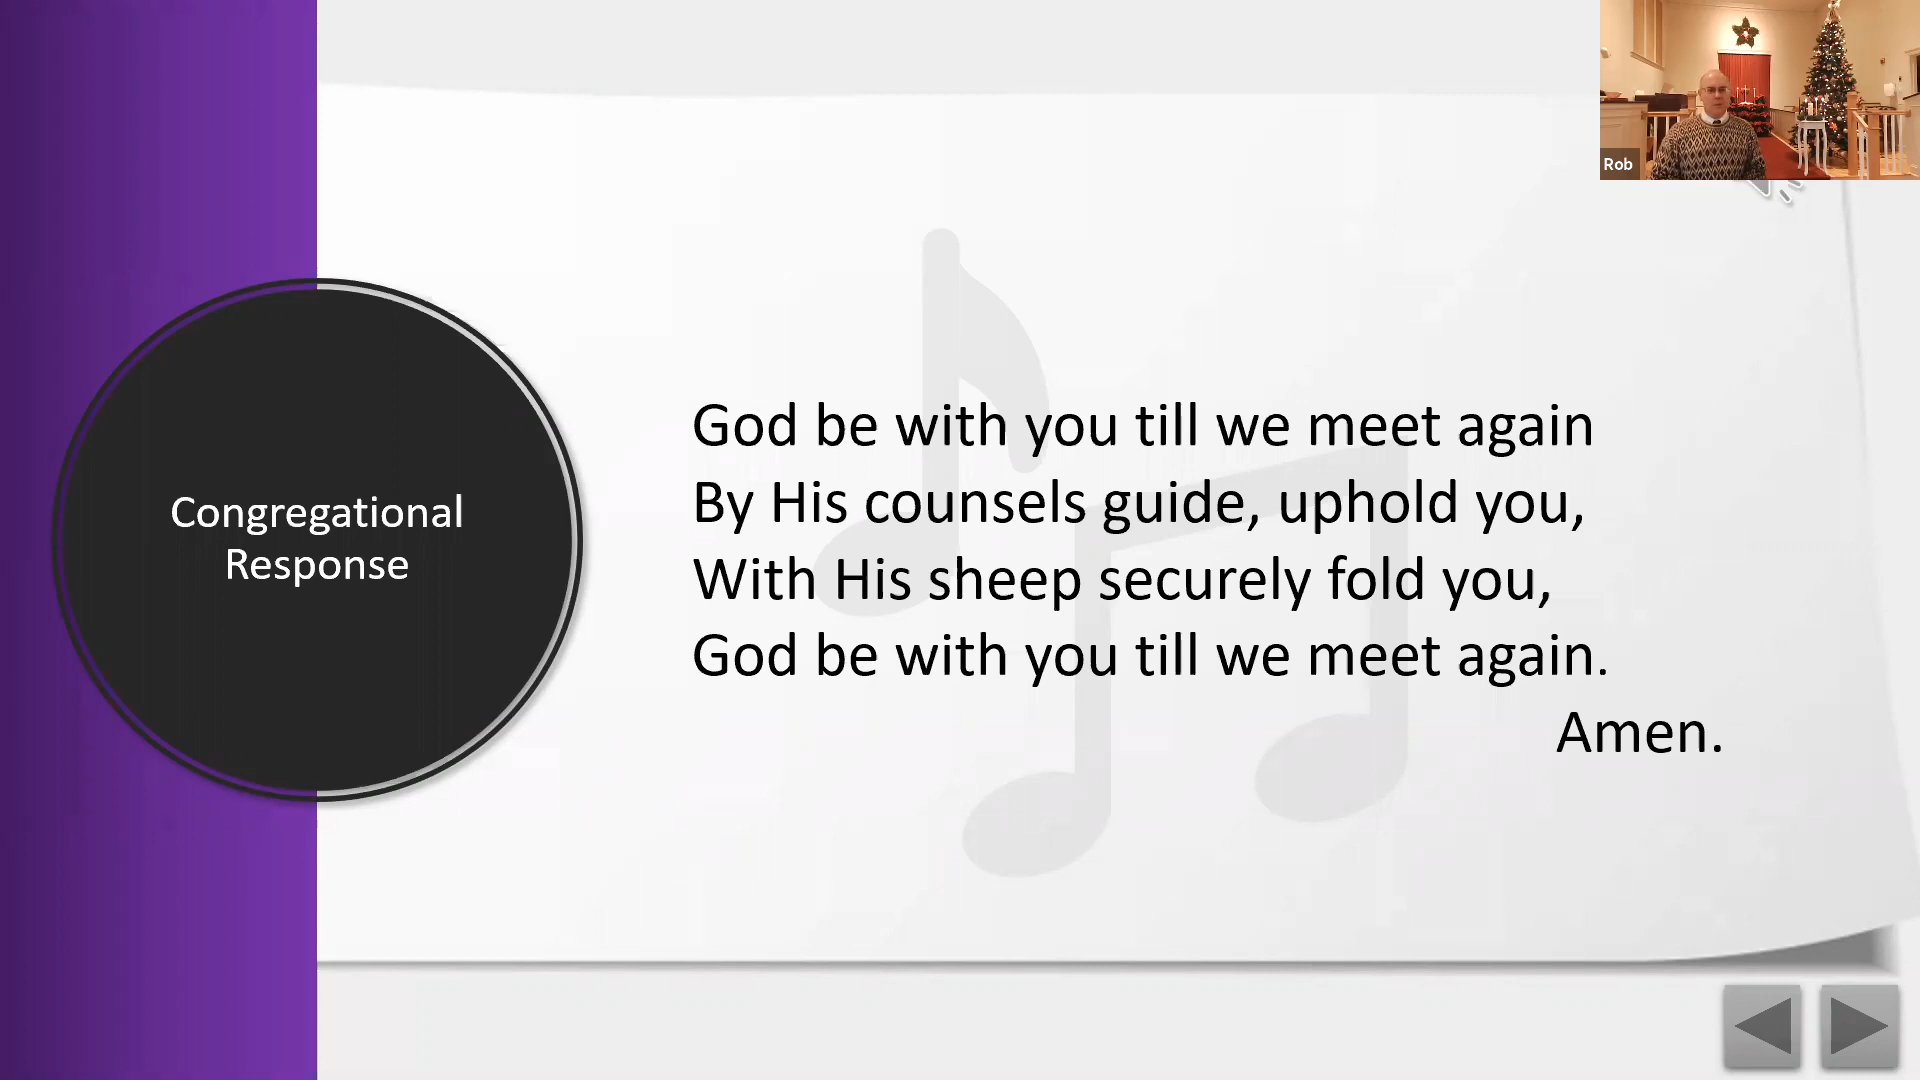 Congregational
Response
God be with you till we meet again
By His counsels guide, uphold you,
With His sheep securely fold you,
God be with you till we meet again.
Amen.
Rob